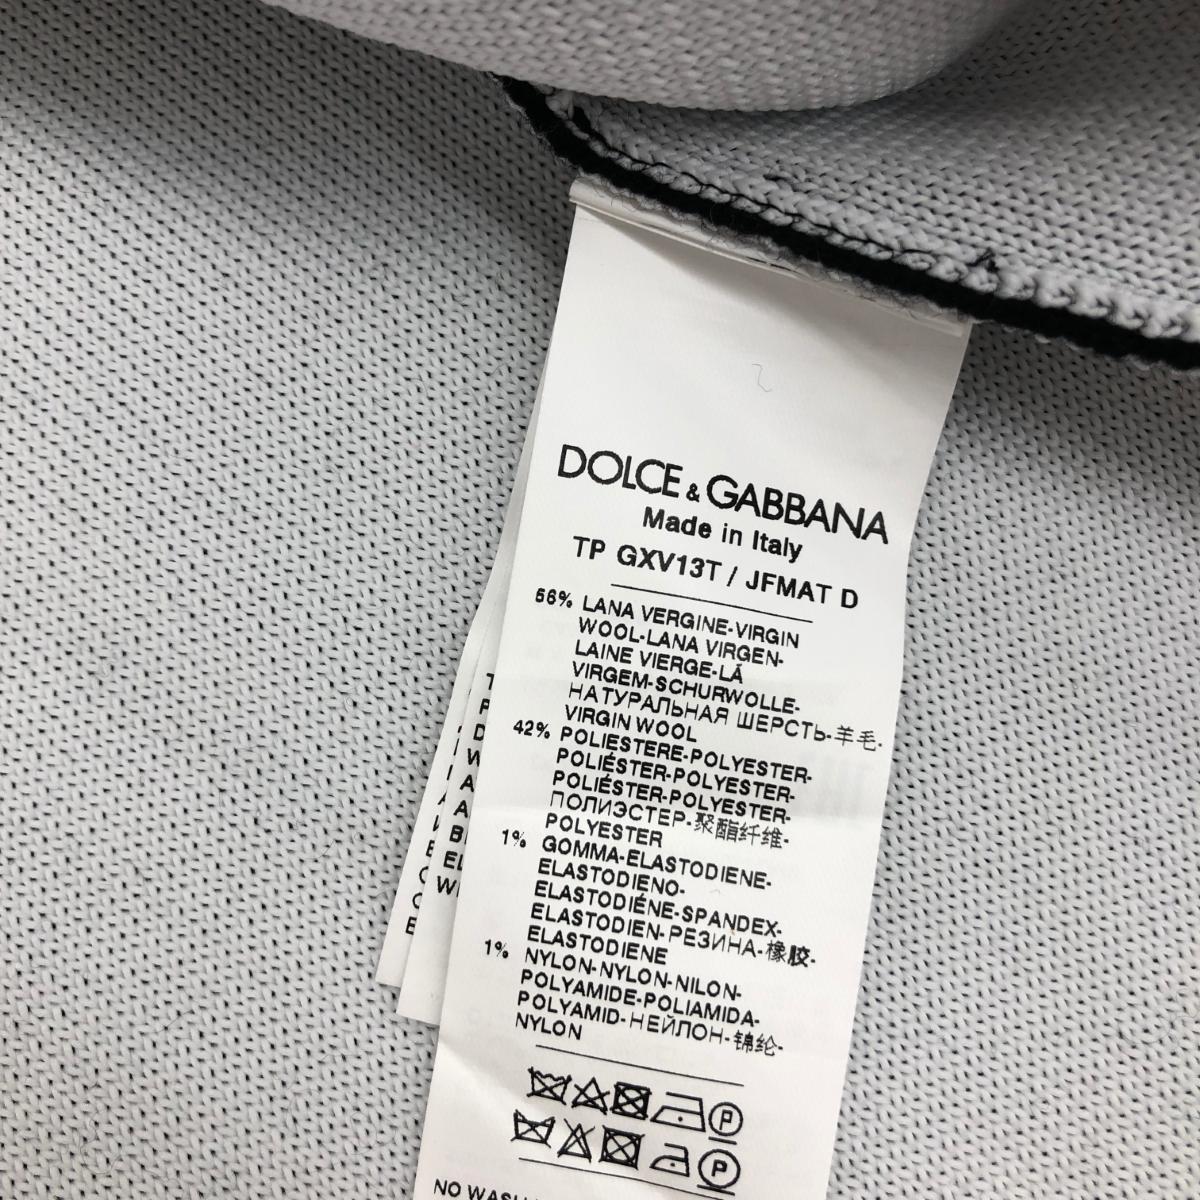 DOLCE & GABBANA
Made in Italy
TP GXV13T / JFMAT D
56% LANA VERGINE-VIRGIN
WOOL-LANA VIRGEN-
LAINE VIERGE-LÃ
VIRGEM-SCHURWOLLE-
НАТУРАЛЬНАЯ ШЕРСТЬ-羊毛-
VIRGIN WOOL
42% POLIESTERE-POLYESTER-
POLIÉSTER-POLYESTER-
POLIÉSTER-POLYESTER-
ПОЛИЭСТЕР-聚酯纤维-
POLYESTER
1% GOMMA-ELASTODIENE-
ELASTODIENO-
ELASTODIÉNE-SPANDEX-
ELASTODIEN-РЕЗИНА-橡胶-
ELASTODIENE
1% NYLON-NYLON-NILON-
POLYAMIDE-POLIAMIDA-
POLYAMID-НЕЙЛОН-锦纶-
NYLON
P
P
NO WASH